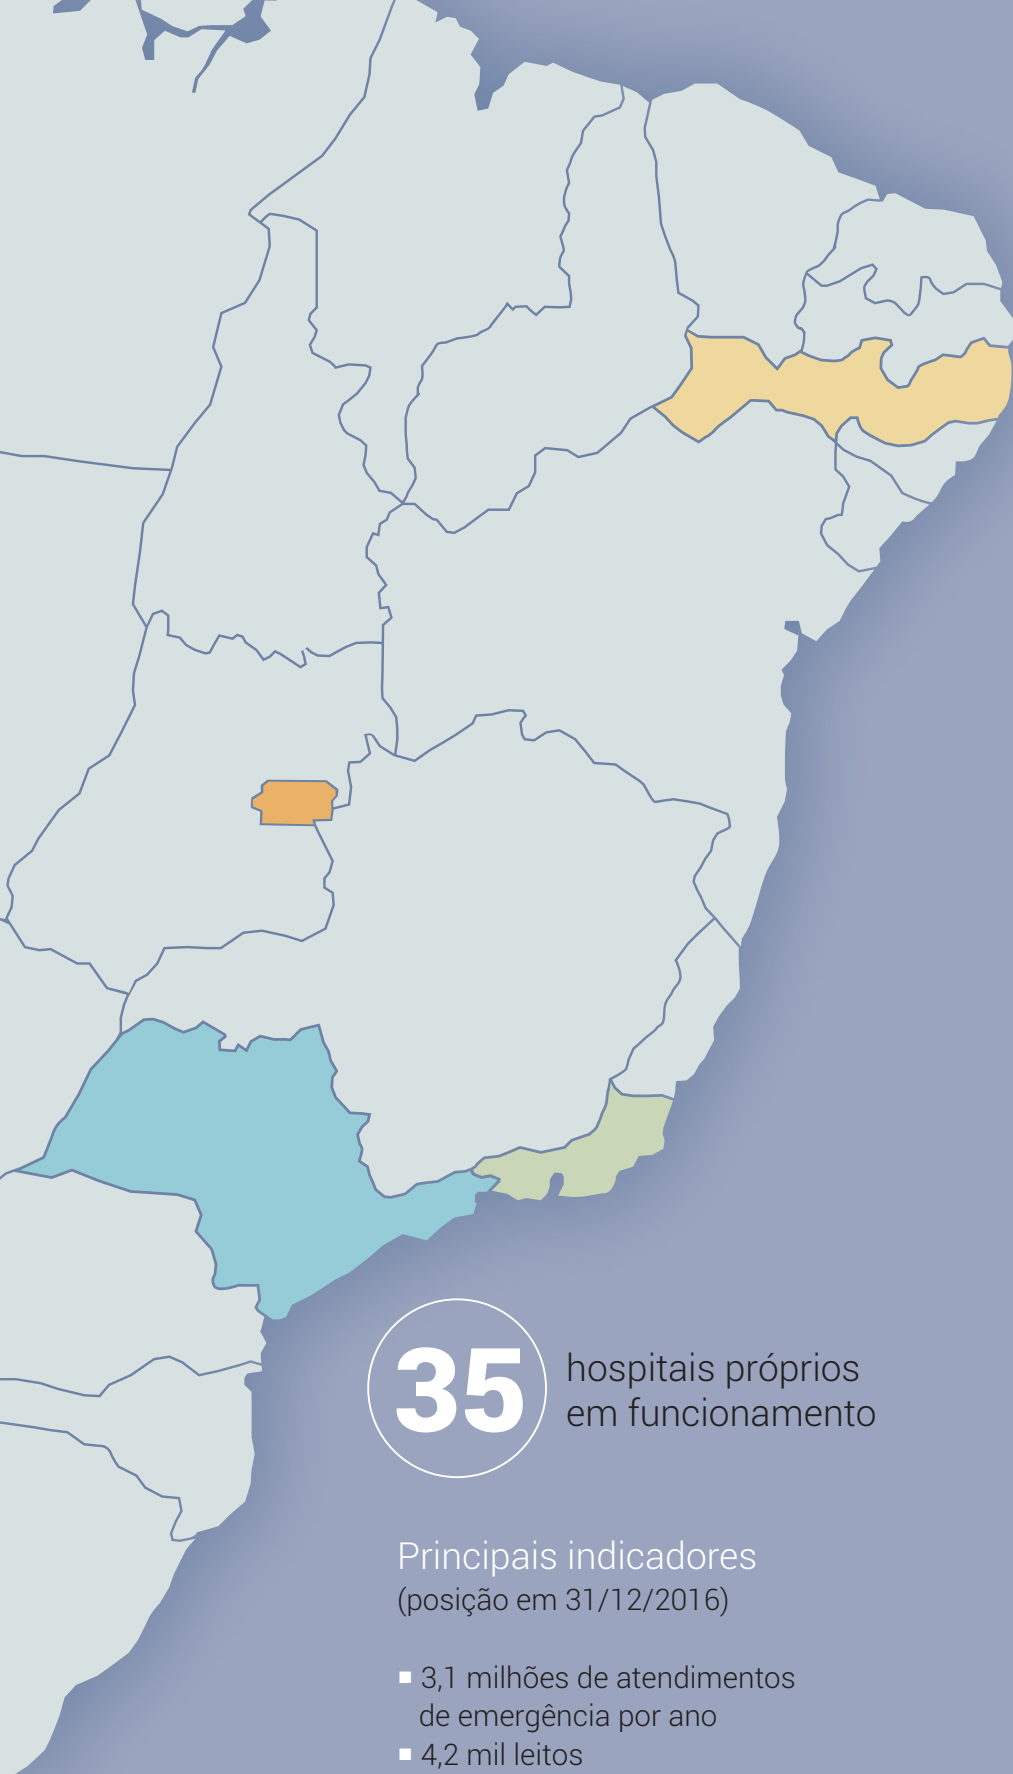 35
hospitais próprios
em funcionamento
Principais indicadores
(posição em 31/12/2016)
▪ 3,1 milhões de atendimentos
de emergência por ano
▪ 4,2 mil leitos